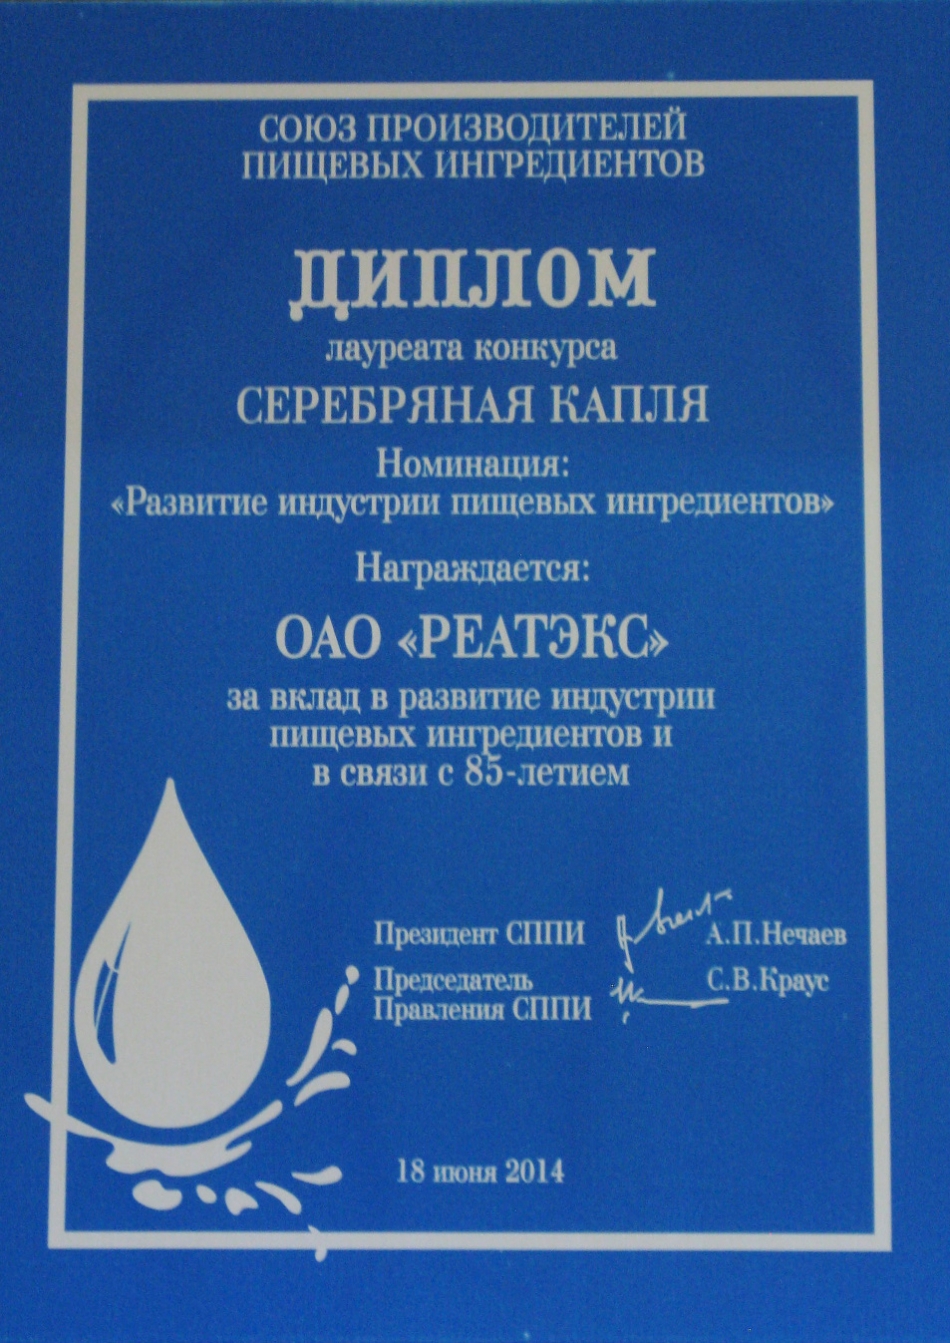 СОЮЗ ПРОИЗВОДИТЕЛЕЙ
ПИЩЕВЫХ ИНГРЕДИЕНТОВ
ДИПЛОМ
лауреата конкурса
СЕРЕБРЯНАЯ КАПЛЯ
Номинация:
«Развитие индустрии пищевых ингредиентов»
Награждается:
ОАО «РЕАТЭКС»
за вклад в развитие индустрии
пищевых ингредиентов и
в связи с 85-летием
Президент СППИ А.П.Нечаев
Председатель С.В.Краус
Правления СППИ
18 июня 2014